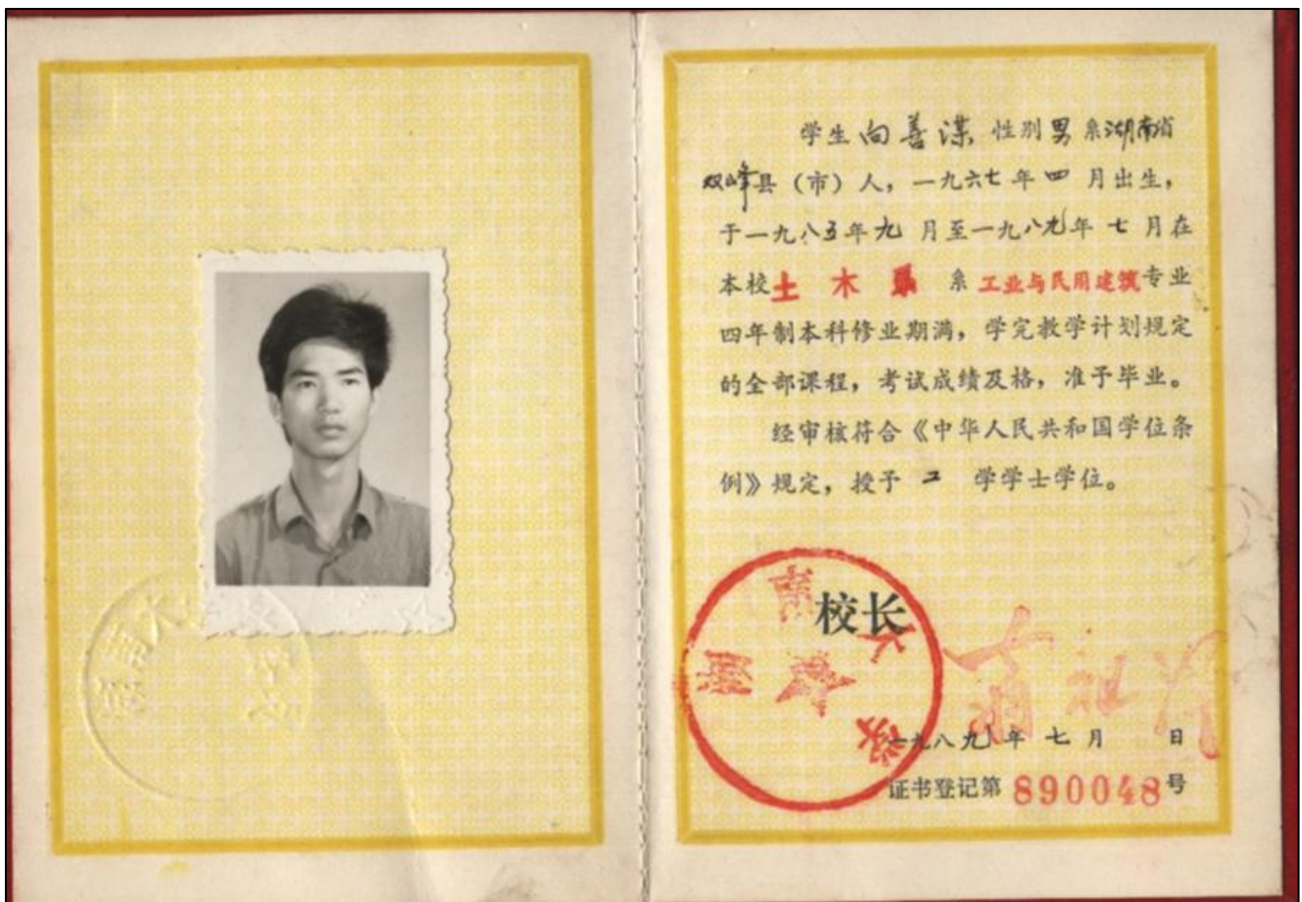 学生向善谋, 性别男 系湖南省
双峰县（市）人，一九六七年四 月出生，
于一九八五年九 月至一九八九年 七 月在
本校土 木 系 系 工业与民用建筑专业
四年制本科修业期满，学完教学计划规定
的全部课程，考试成绩及格，准予毕业。
经审核符合《中华人民共和国学位条
例》规定，授予 工 学学士学位。
校长
一九八九年 七 月 日
证书登记第 890048号